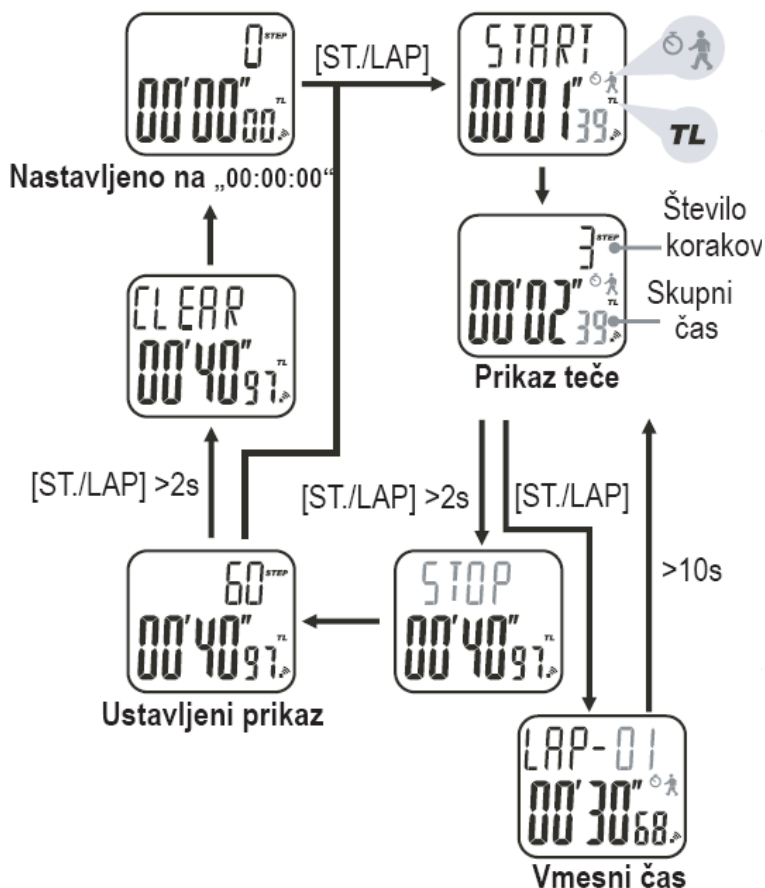 0 STEP
00'00"00 TL
Nastavljeno na „00:00:00“
[ST./LAP]
START
00'01"39 TL
TL
3 STEP
00'02"39 TL
Število
korakov
Skupni
čas
Prikaz teče
CLEAR
00'40"97 TL
[ST./LAP] >2s
[ST./LAP] >2s
[ST./LAP]
>10s
60 STEP
00'40"97 TL
Ustavljeni prikaz
STOP
00'40"97 TL
LAP-01
00'30"68
Vmesni čas